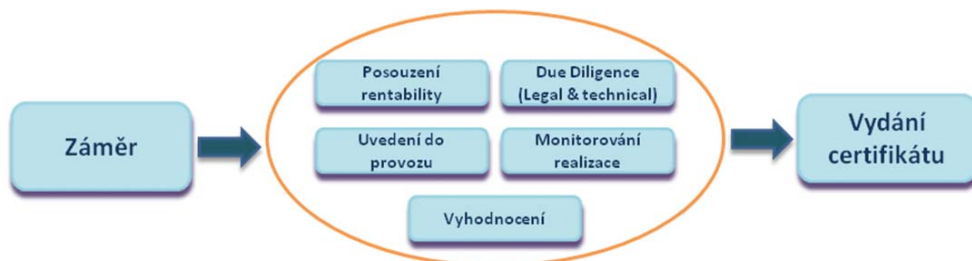 Záměr
Posouzení
rentability
Due Diligence
(Legal & technical)
Uvedení do
provozu
Monitorování
realizace
Vyhodnocení
Vydání
certifikátu